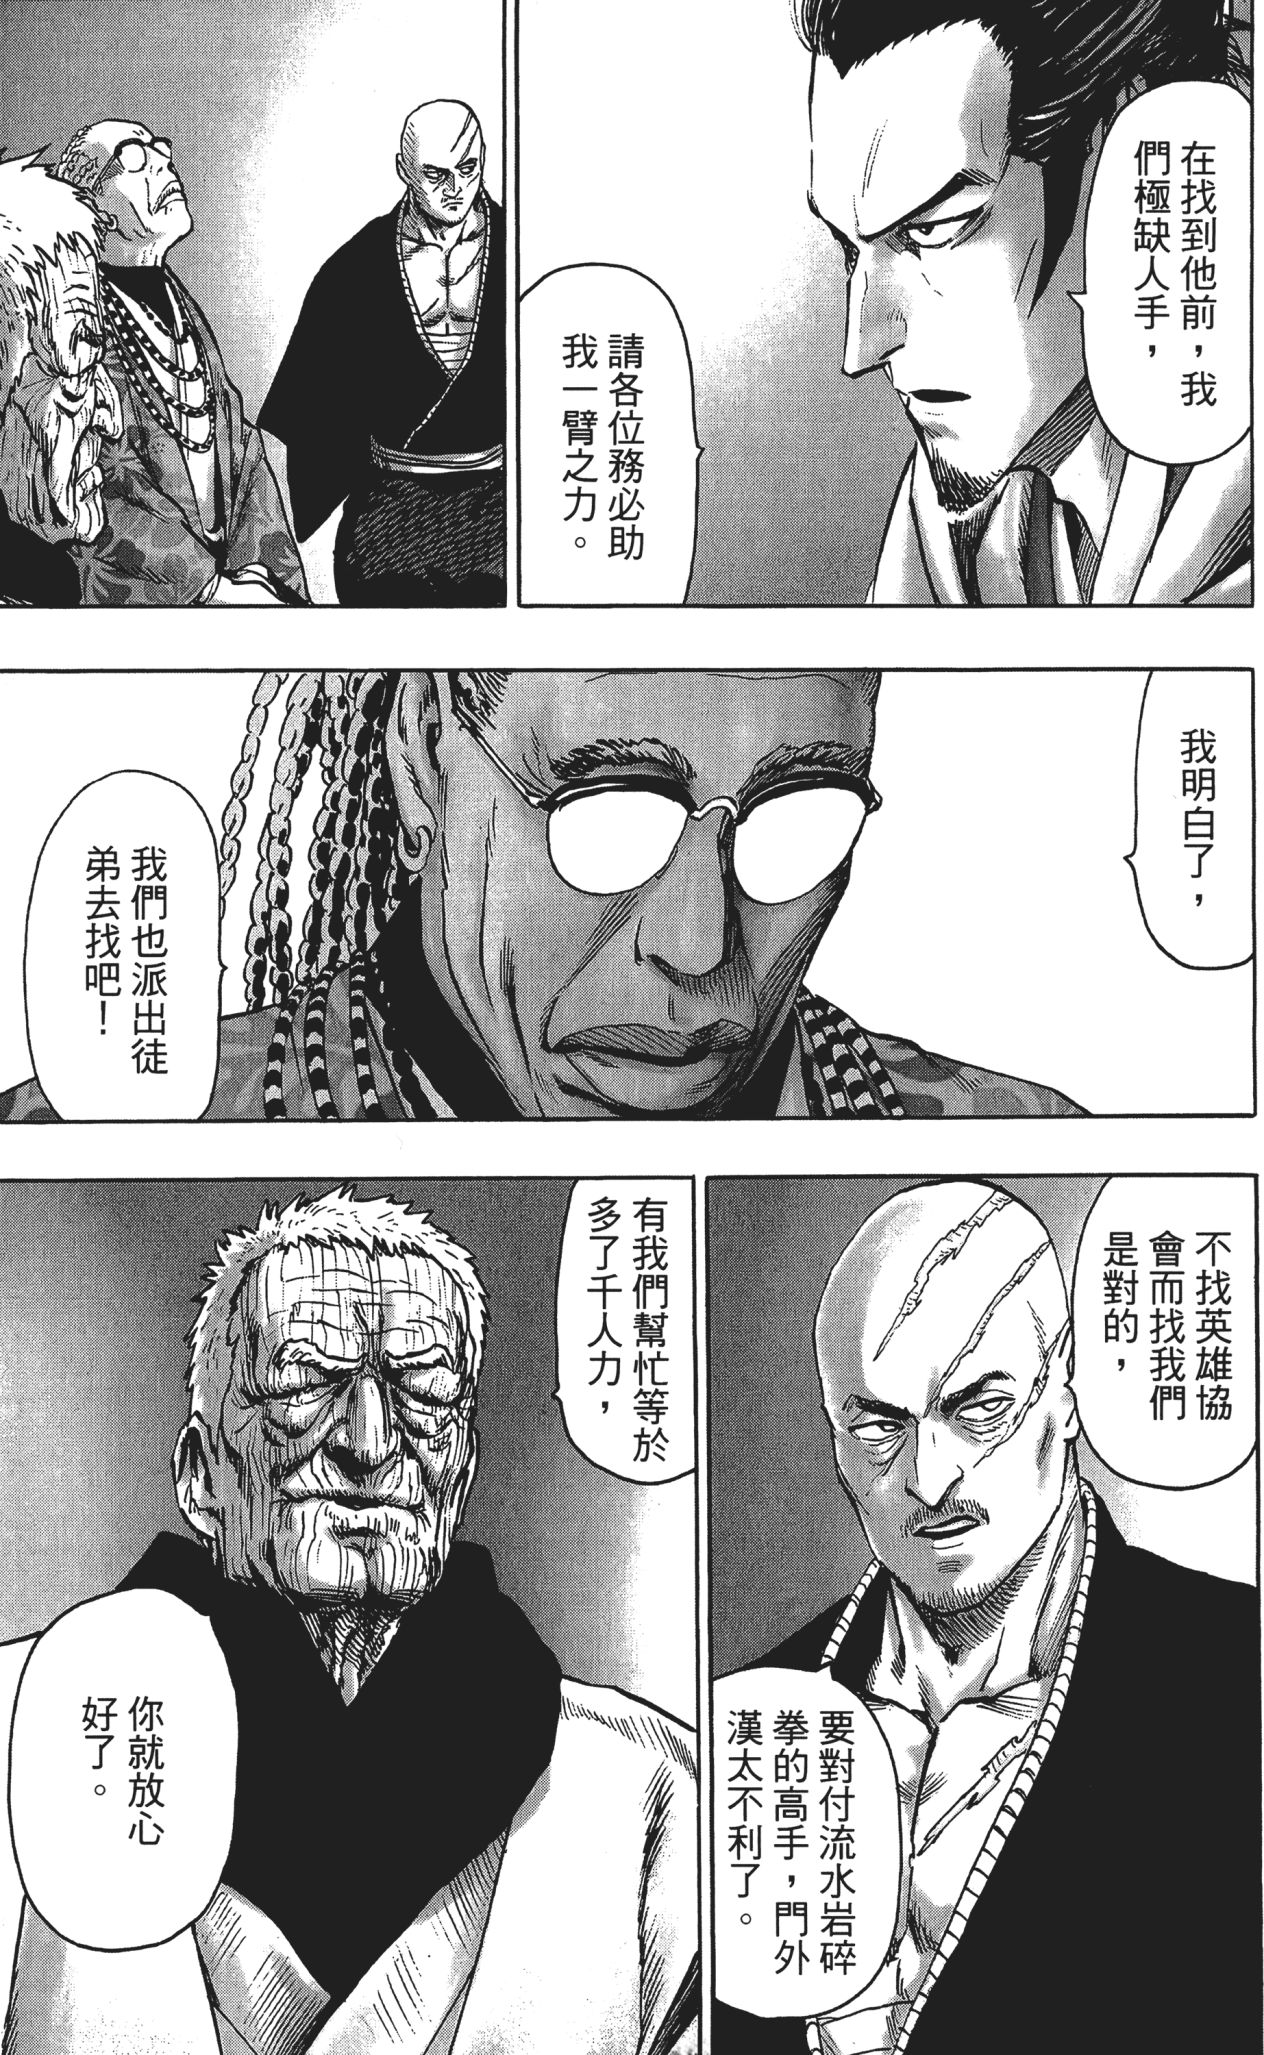 在找到他前，我
們極缺人手，
請各位務必助
我一臂之力。
我明白了，
我們也派出徒
弟去找吧！
不找英雄協
會而找我們
是對的，
要對付流水岩碎
拳的高手，門外
漢太不利了。
有我們幫忙等於
多了千人力，
你就放心
好了。